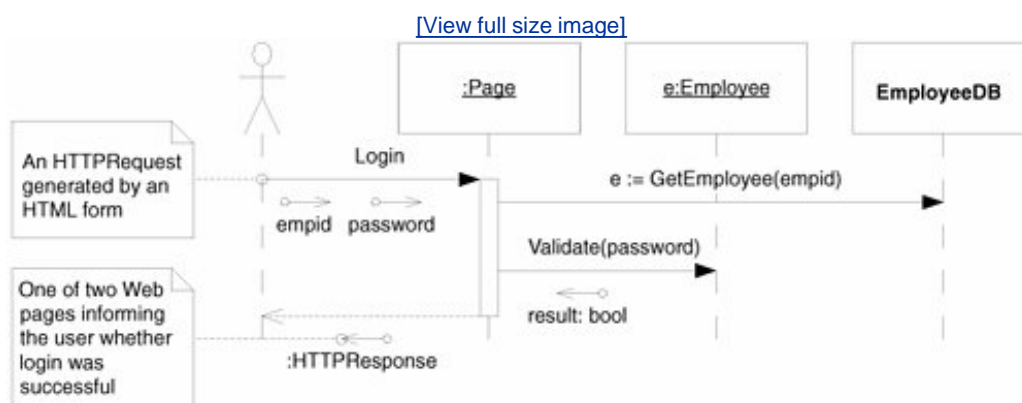 [View full size image]
:Page
e:Employee
EmployeeDB
An HTTPRequest
generated by an
HTML form
Login
e := GetEmployee(empid)
empid password
Validate(password)
result: bool
One of two Web
pages informing
the user whether
login was
successful
:HTTPResponse